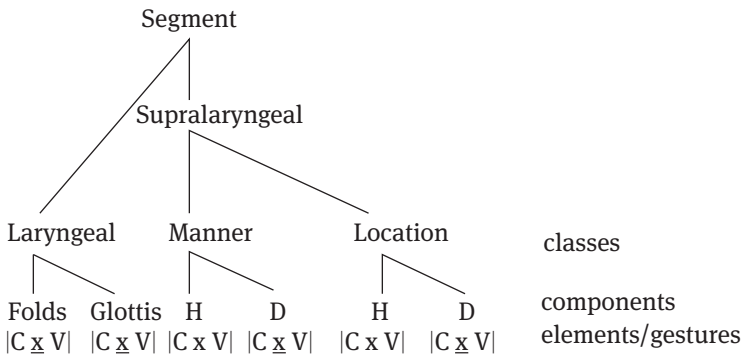 Segment
Supralaryngeal
Laryngeal Manner Location classes
Folds Glottis H D H D components
|C x V| |C x V| |C x V| |C x V| |C x V| |C x V| elements/gestures